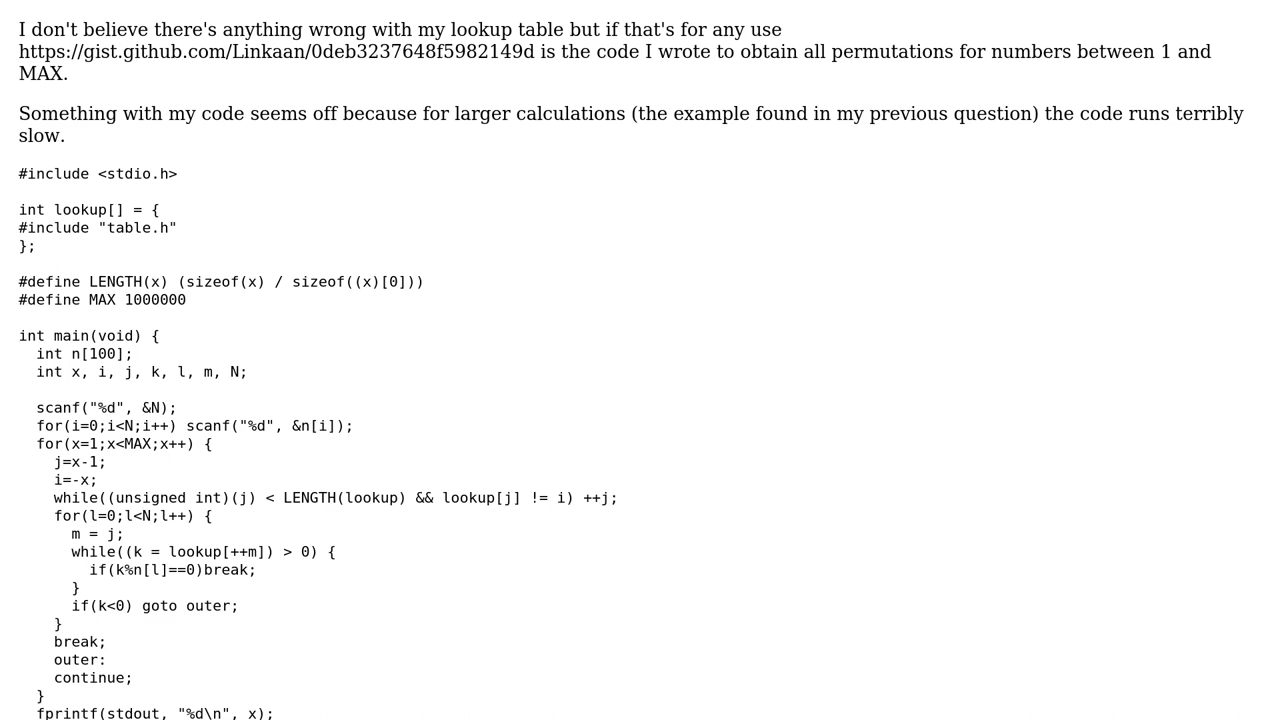 I don't believe there's anything wrong with my lookup table but if that's for any use
https://gist.github.com/Linkaan/0deb3237648f5982149d is the code I wrote to obtain all permutations for numbers between 1 and
MAX.
Something with my code seems off because for larger calculations (the example found in my previous question) the code runs terribly
slow.
#include <stdio.h>
int lookup[] = {
#include "table.h"
};
#define LENGTH(x) (sizeof(x) / sizeof((x)[0]))
#define MAX 1000000
int main(void) {
  int n[100];
  int x, i, j, k, l, m, N;
  scanf("%d", &N);
  for(i=0;i<N;i++) scanf("%d", &n[i]);
  for(x=1;x<MAX;x++) {
    j=x-1;
    i=-x;
    while((unsigned int)(j) < LENGTH(lookup) && lookup[j] != i) ++j;
    for(l=0;l<N;l++) {
      m = j;
      while((k = lookup[++m]) > 0) {
        if(k%n[l]==0)break;
      }
      if(k<0) goto outer;
    }
    break;
    outer:
    continue;
  }
  fprintf(stdout, "%d\n", x);